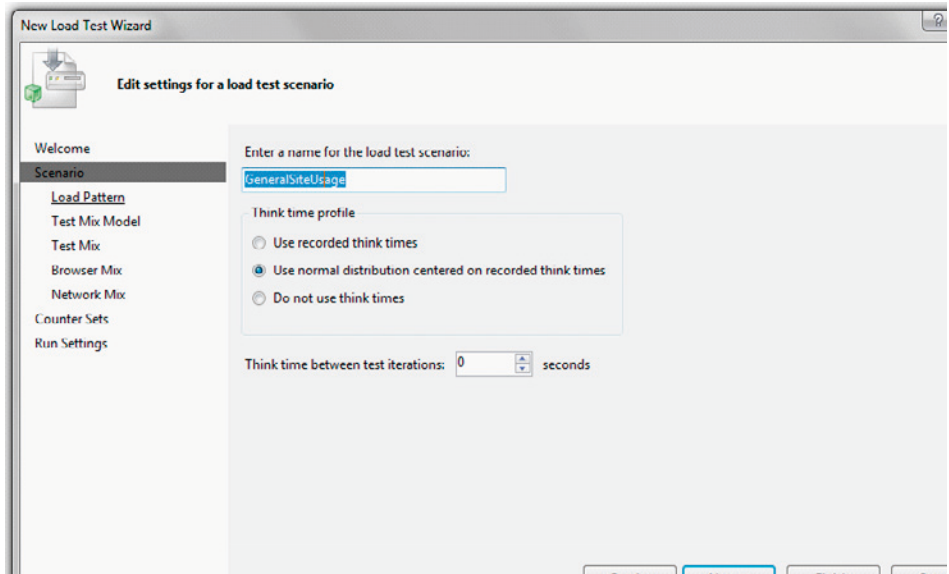 New Load Test Wizard
?
Edit settings for a load test scenario
Welcome
Scenario
Load Pattern
Test Mix Model
Test Mix
Browser Mix
Network Mix
Counter Sets
Run Settings
Enter a name for the load test scenario:
GeneralSiteUsage
Think time profile
Use recorded think times
Use normal distribution centered on recorded think times
Do not use think times
Think time between test iterations: 0 seconds